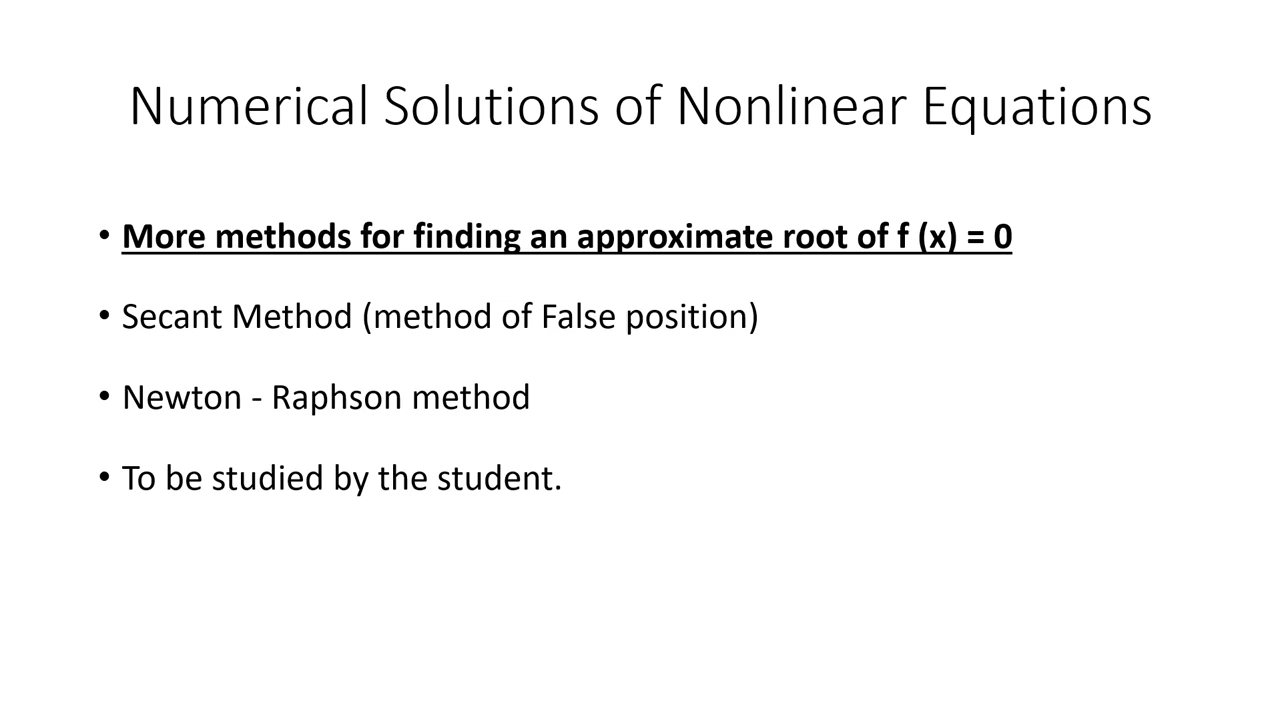 Numerical Solutions of Nonlinear Equations
• More methods for finding an approximate root of f (x) = 0
• Secant Method (method of False position)
• Newton - Raphson method
• To be studied by the student.